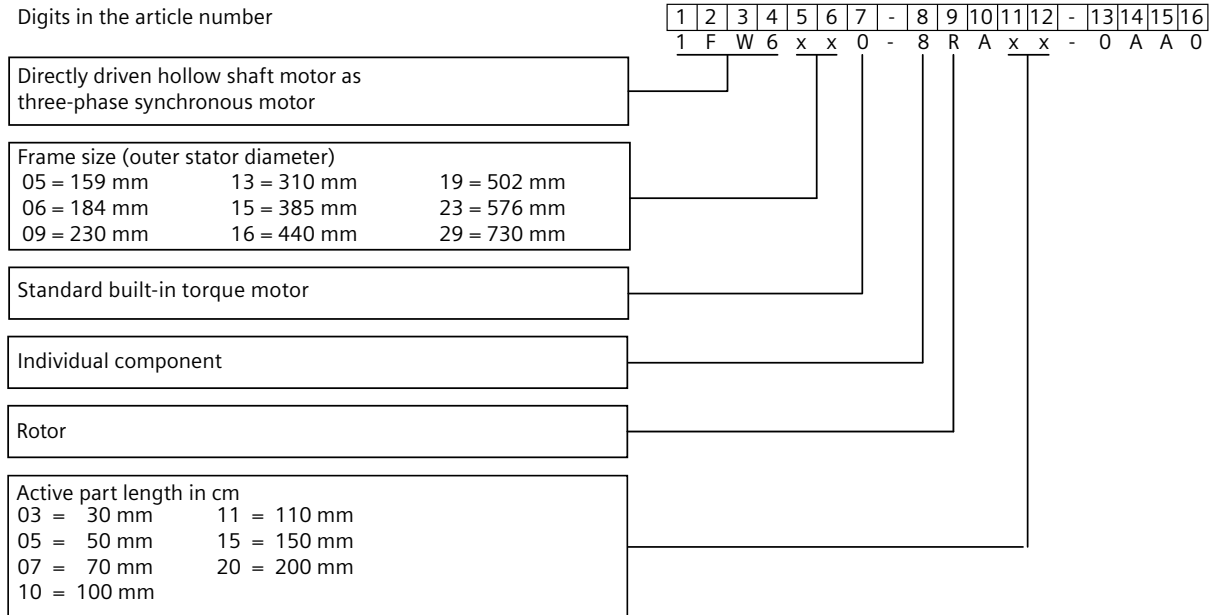 Digits in the article number
1 2 3 4 5 6 7 - 8 9 10 11 12 - 13 14 15 16
1 F W 6 x x 0 - 8 R A x x - 0 A A 0
Directly driven hollow shaft motor as
three-phase synchronous motor
Frame size (outer stator diameter)
05 = 159 mm 13 = 310 mm 19 = 502 mm
06 = 184 mm 15 = 385 mm 23 = 576 mm
09 = 230 mm 16 = 440 mm 29 = 730 mm
Standard built-in torque motor
Individual component
Rotor
Active part length in cm
03 = 30 mm 11 = 110 mm
05 = 50 mm 15 = 150 mm
07 = 70 mm 20 = 200 mm
10 = 100 mm